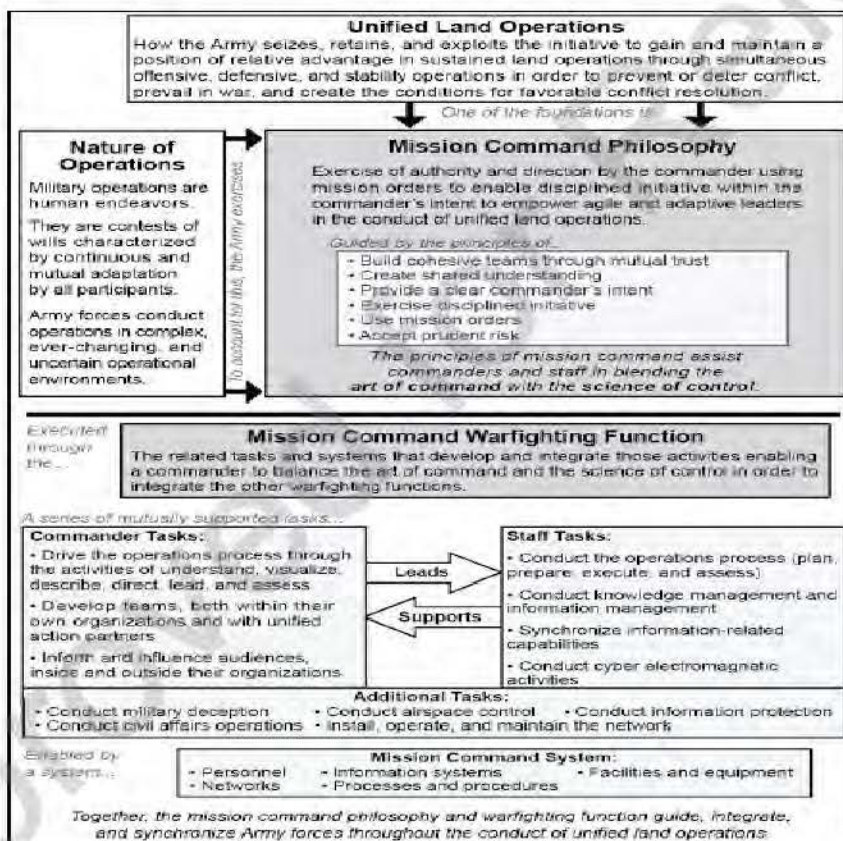 Unified Land Operations
How the Army seizes, retains, and exploits the initiative to gain and maintain a
position of relative advantage in sustained land operations through simultaneous
offensive, defensive, and stability operations in order to prevent or deter conflict,
prevail in war, and create the conditions for favorable conflict resolution.
One of the foundations is
Nature of
Operations
Military operations are
human endeavors.
They are contests of
wills characterized
by continuous and
mutual adaptation
by all participants.
Army forces conduct
operations in complex,
ever-changing, and
uncertain operational
environments.
To account for this, the Army exercises
Mission Command Philosophy
Exercise of authority and direction by the commander using
mission orders to enable disciplined initiative within the
commander's intent to empower agile and adaptive leaders
in the conduct of unified land operations.
Guided by the principles of...
• Build cohesive teams through mutual trust
• Create shared understanding
• Provide a clear commander's intent
• Exercise disciplined initiative
• Use mission orders
• Accept prudent risk
The principles of mission command assist
commanders and staff in blending the
art of command with the science of control.
Executed
through
the...
Mission Command Warfighting Function
The related tasks and systems that develop and integrate those activities enabling
a commander to balance the art of command and the science of control in order to
integrate the other warfighting functions.
A series of mutually supported tasks...
Commander Tasks:
• Drive the operations process through
the activities of understand, visualize,
describe, direct, lead, and assess
• Develop teams, both within their
own organizations and with unified
action partners
• Inform and influence audiences,
inside and outside their organizations
Leads
Supports
Staff Tasks:
• Conduct the operations process (plan,
prepare, execute, and assess)
• Conduct knowledge management and
information management
• Synchronize information-related
capabilities
• Conduct cyber electromagnetic
activities
Additional Tasks:
• Conduct military deception • Conduct airspace control • Conduct information protection
• Conduct civil affairs operations • Install, operate, and maintain the network
Enabled by
a system...
Mission Command System:
• Personnel • Information systems • Facilities and equipment
• Networks • Processes and procedures
Together, the mission command philosophy and warfighting function guide, integrate,
and synchronize Army forces throughout the conduct of unified land operations